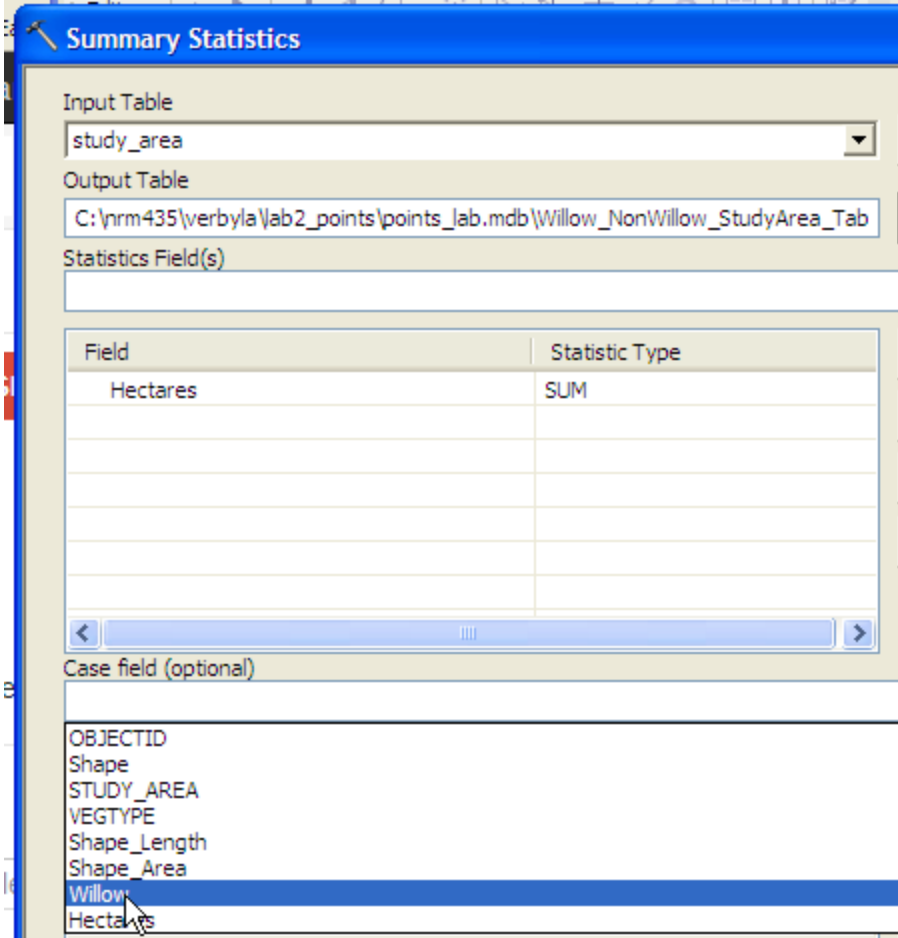 Summary Statistics
Input Table
study_area
Output Table
C:\nrm435\verbyla\lab2_points\points_lab.mdb\Willow_NonWillow_StudyArea_Tab
Statistics Field(s)
Field Statistic Type
Hectares SUM
Case field (optional)
OBJECTID
Shape
STUDY_AREA
VEGTYPE
Shape_Length
Shape_Area
Willow
Hectares